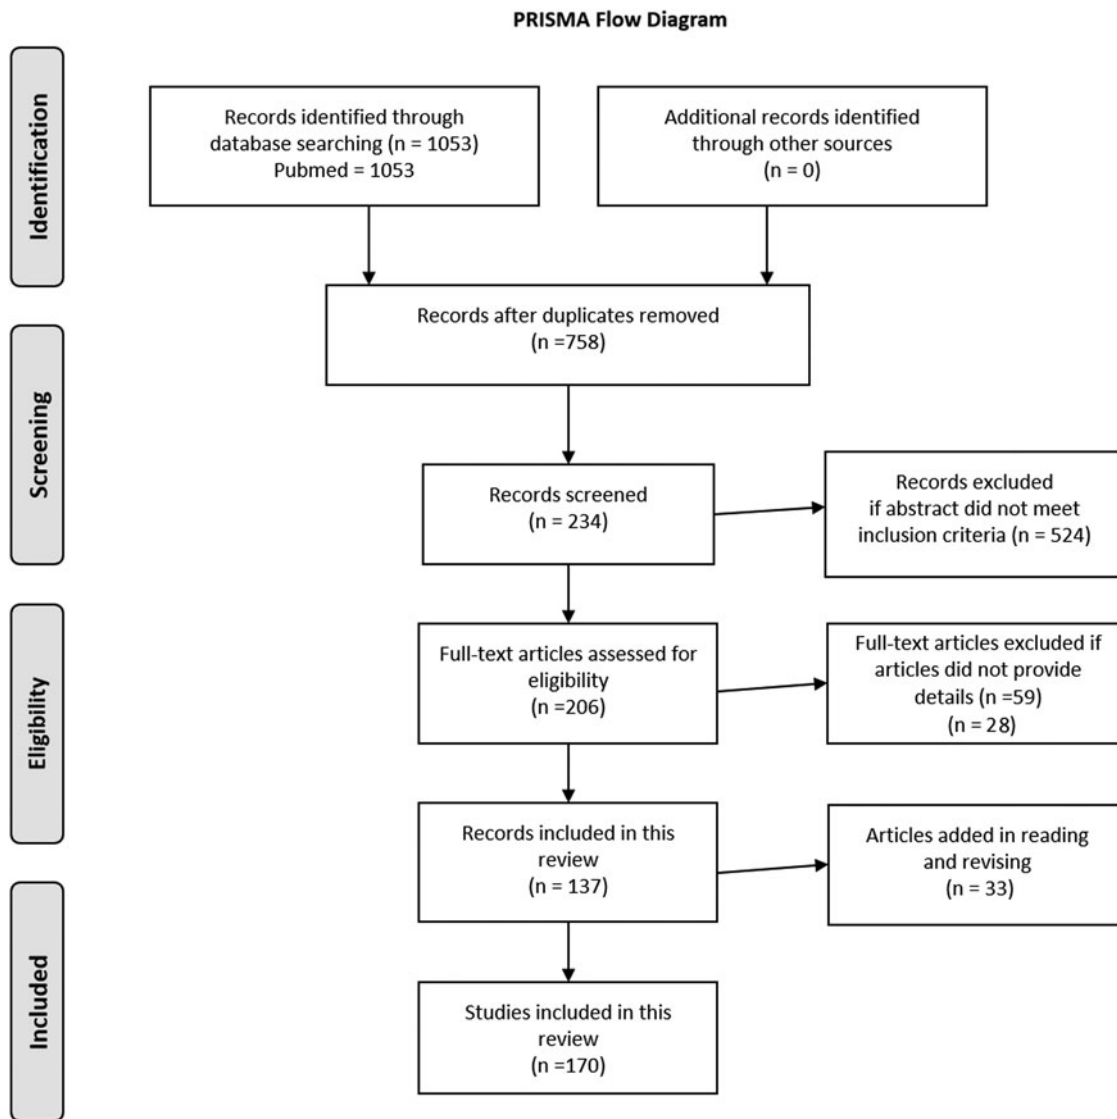 PRISMA Flow Diagram
Identification
Records identified through
database searching (n = 1053)
Pubmed = 1053
Additional records identified
through other sources
(n = 0)
Records after duplicates removed
(n =758)
Screening
Records screened
(n = 234)
Records excluded
if abstract did not meet
inclusion criteria (n = 524)
Eligibility
Full-text articles assessed for
eligibility
(n =206)
Full-text articles excluded if
articles did not provide
details (n =59)
(n = 28)
Records included in this
review
(n = 137)
Articles added in reading
and revising
(n = 33)
Included
Studies included in this
review
(n =170)